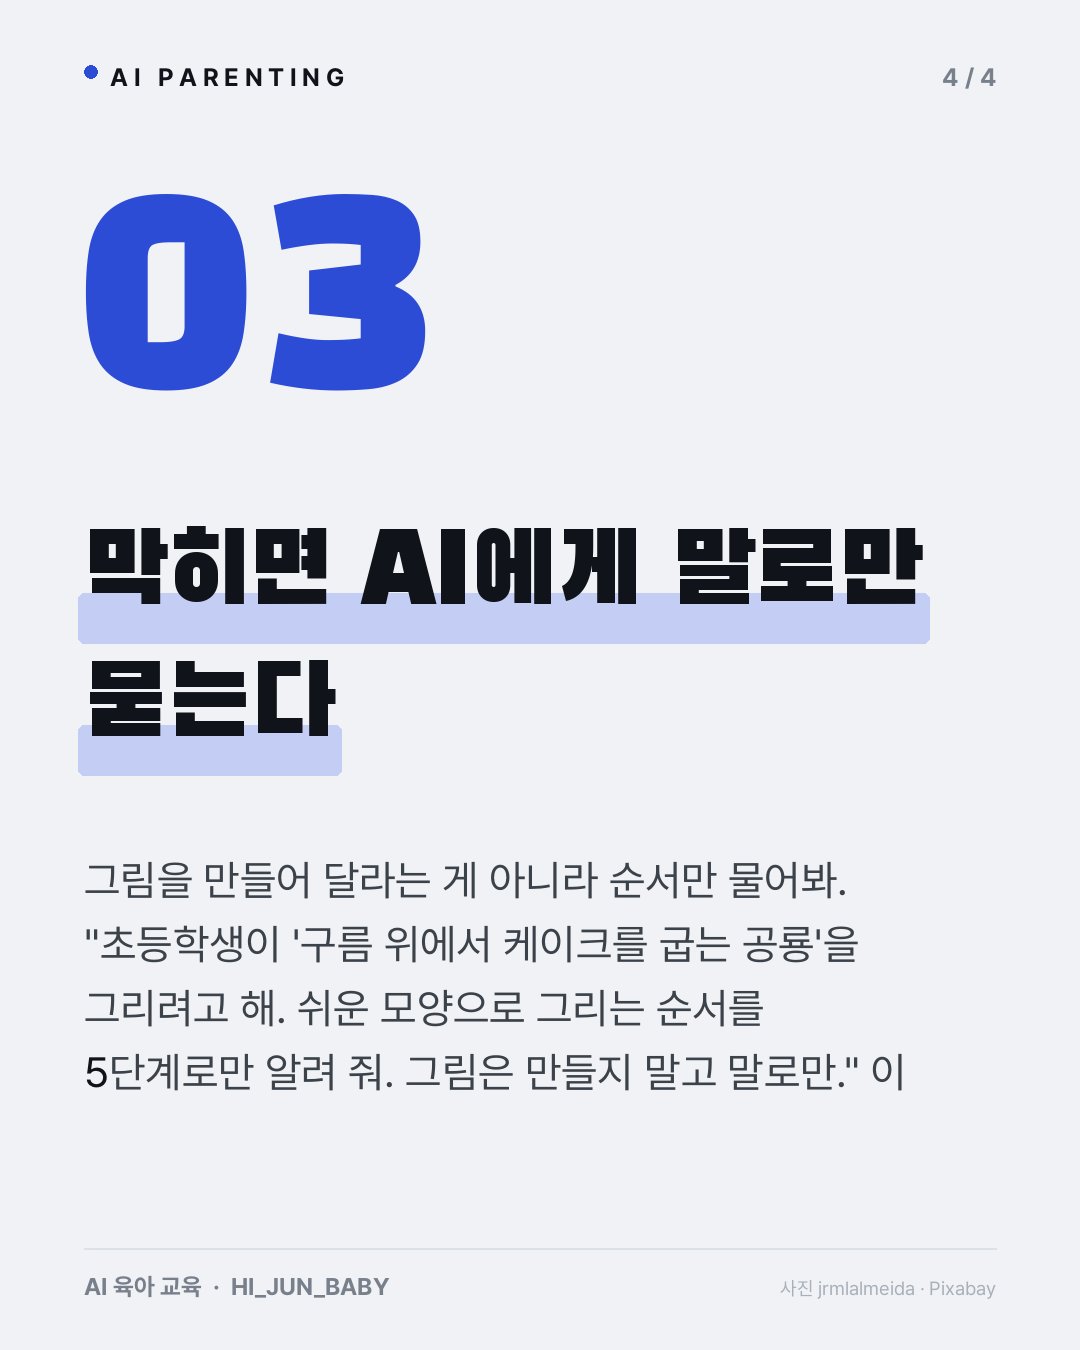 AI PARENTING
4 / 4
03
막히면 AI에게 말로만
묻는다
그림을 만들어 달라는 게 아니라 순서만 물어봐.
"초등학생이 '구름 위에서 케이크를 굽는 공룡'을
그리려고 해. 쉬운 모양으로 그리는 순서를
5단계로만 알려 줘. 그림은 만들지 말고 말로만." 이
AI 육아 교육 · HI_JUN_BABY
사진 jrmlalmeida · Pixabay